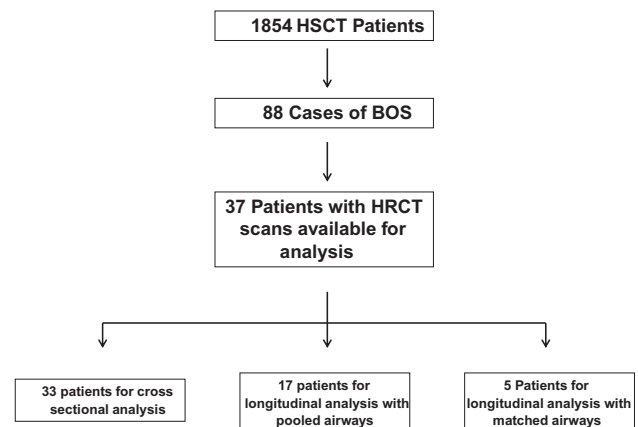 1854 HSCT Patients
88 Cases of BOS
37 Patients with HRCT
scans available for
analysis
33 patients for cross
sectional analysis
17 patients for
longitudinal analysis with
pooled airways
5 Patients for
longitudinal analysis with
matched airways